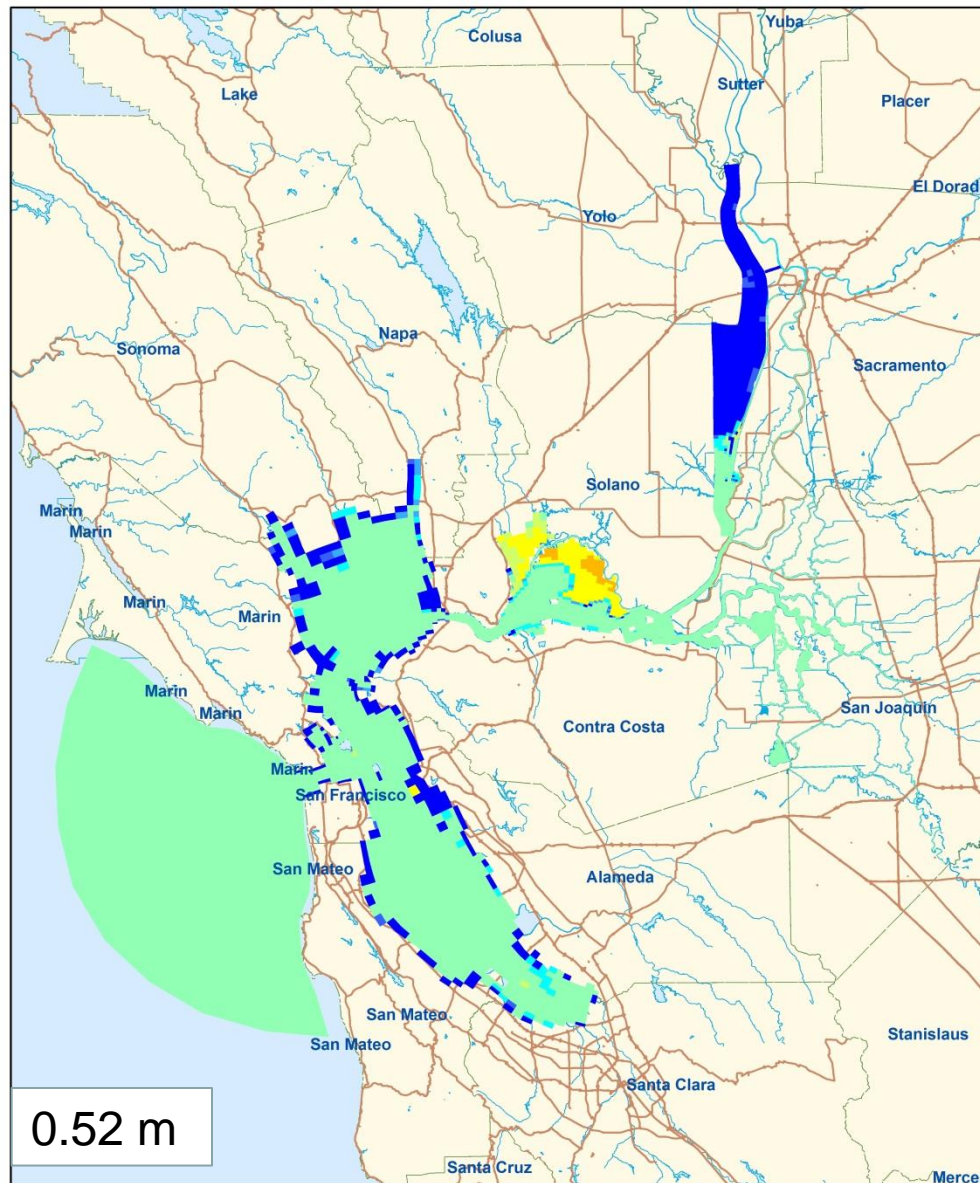 Yuba
Colusa
Sutter
Lake
Placer
El Dorad
Yolo
Napa
Sonoma
Sacramento
Solano
Marin
Marin
Marin
Marin
Marin
San Joaquin
Marin
Contra Costa
Marin
San Francisco
San Mateo
Alameda
San Mateo
Stanislaus
San Mateo
Santa Clara
0.52 m
Santa Cruz
Merce